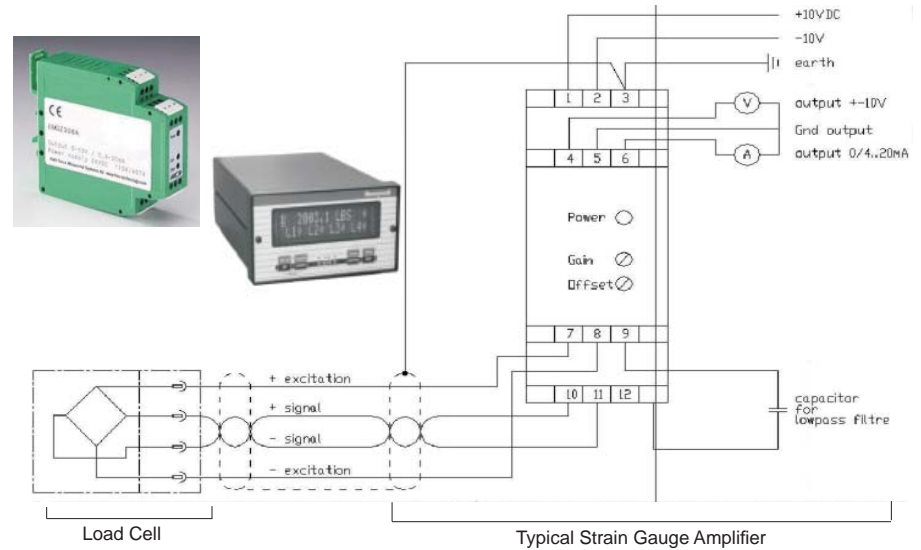 +10VDC
-10V
earth
1 2 3
output +-10V
V
Gnd output
4 5 6
output 0/4..20mA
A
CE
EMGZ306A
Power
Gain
Offset
7 8 9
+ excitation
10 11 12
+ signal
- signal
- excitation
capacitor
for
lowpass filtre
Load Cell
Typical Strain Gauge Amplifier